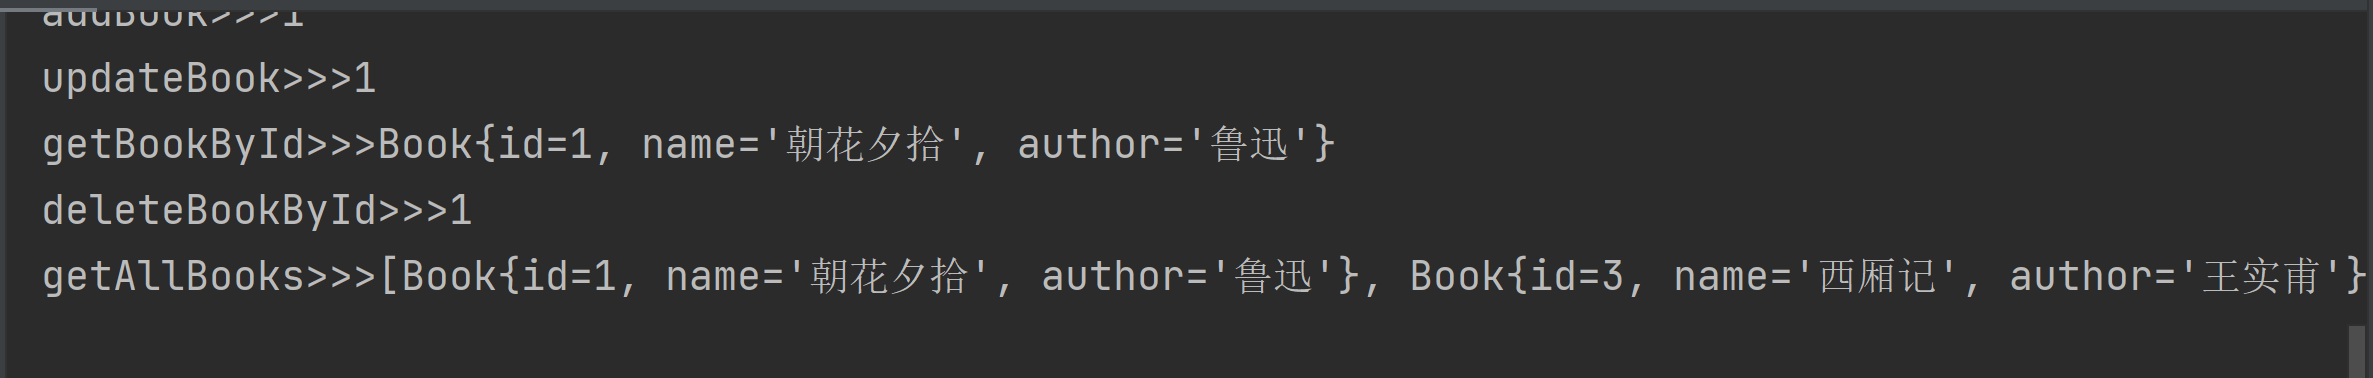 addBook>>>1
updateBook>>>1
getBookById>>>Book{id=1, name='朝花夕拾', author='鲁迅'}
deleteBookById>>>1
getAllBooks>>>[Book{id=1, name='朝花夕拾', author='鲁迅'}, Book{id=3, name='西厢记', author='王实甫'}